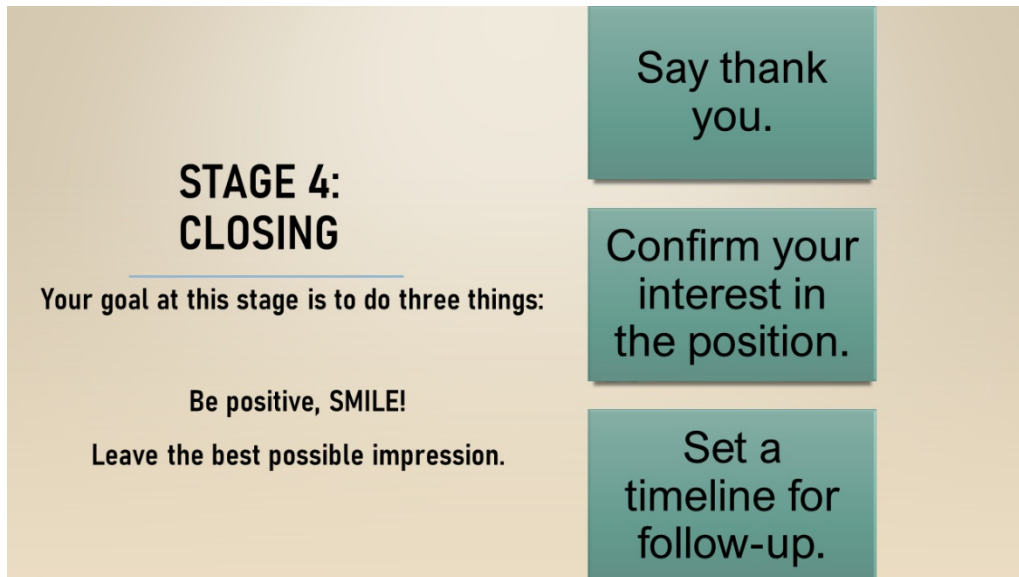 STAGE 4:
CLOSING
Your goal at this stage is to do three things:
Be positive, SMILE!
Leave the best possible impression.
Say thank
you.
Confirm your
interest in
the position.
Set a
timeline for
follow-up.